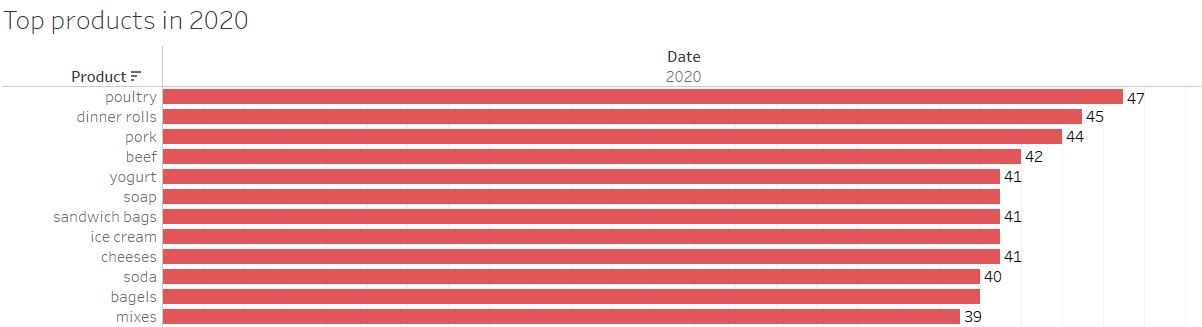 Top products in 2020
Date
Product 2020
poultry 47
dinner rolls 45
pork 44
beef 42
yogurt 41
soap
sandwich bags 41
ice cream
cheeses 41
soda 40
bagels
mixes 39